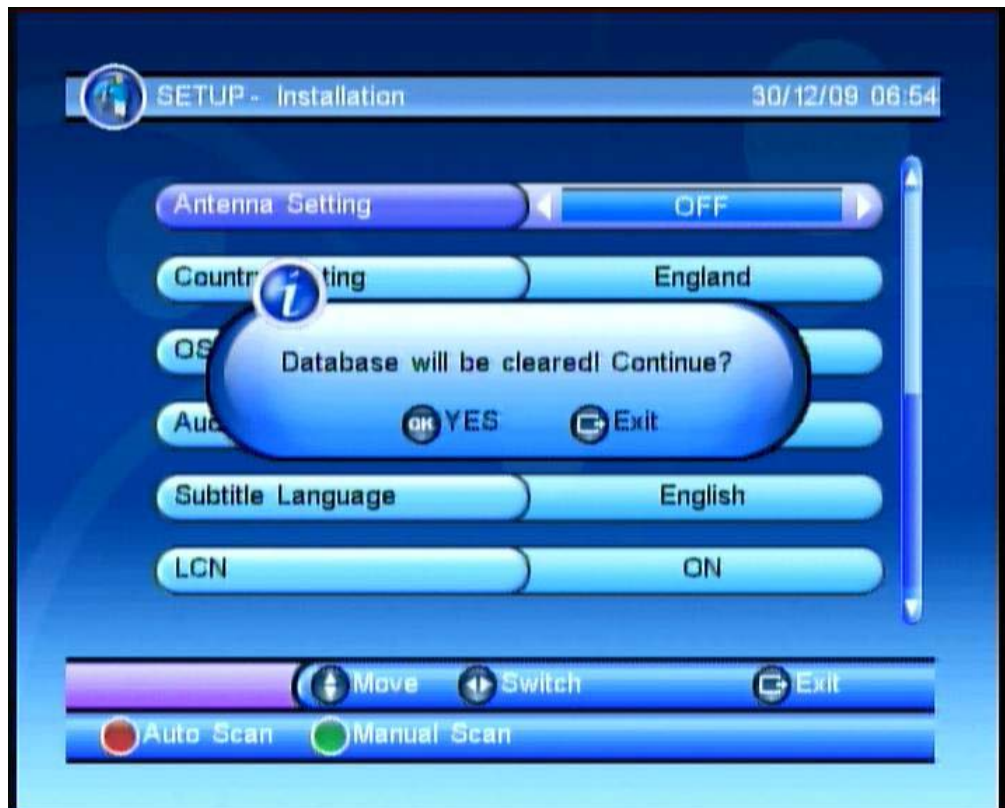 SETUP - Installation 30/12/09 06:54
Antenna Setting OFF
England
Database will be cleared! Continue?
OK YES Exit
Subtitle Language English
LCN ON
Move Switch Exit
Auto Scan Manual Scan